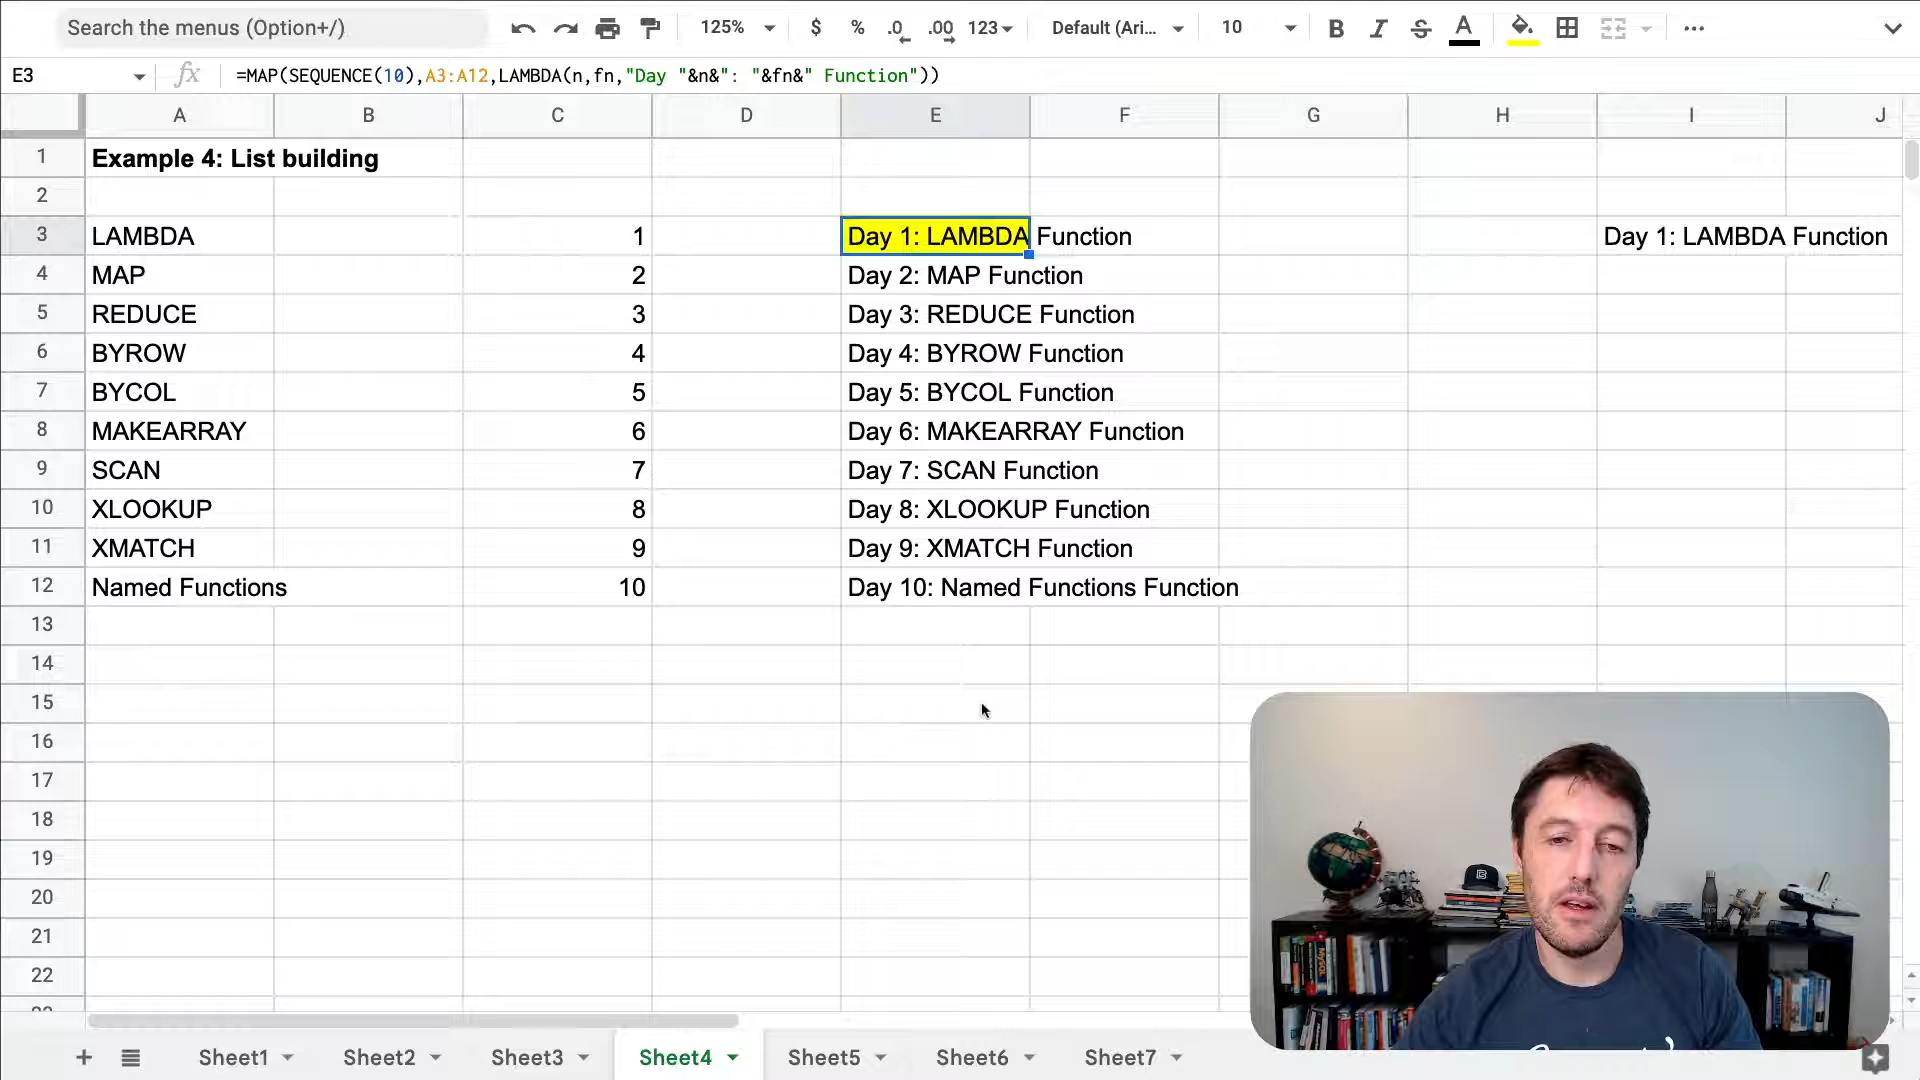 Search the menus (Option+/) 125% $ % .0 .00 123 Default (Ari... 10 B I S A
E3 fx =MAP(SEQUENCE(10),A3:A12,LAMBDA(n,fn,"Day "&n&": "&fn&" Function"))
A B C D E F G H I J
1 Example 4: List building
2
3 LAMBDA 1 Day 1: LAMBDA Function Day 1: LAMBDA Function
4 MAP 2 Day 2: MAP Function
5 REDUCE 3 Day 3: REDUCE Function
6 BYROW 4 Day 4: BYROW Function
7 BYCOL 5 Day 5: BYCOL Function
8 MAKEARRAY 6 Day 6: MAKEARRAY Function
9 SCAN 7 Day 7: SCAN Function
10 XLOOKUP 8 Day 8: XLOOKUP Function
11 XMATCH 9 Day 9: XMATCH Function
12 Named Functions 10 Day 10: Named Functions Function
13
14
15
16
17
18
19
20
21
22
MySQL
Sheet1 Sheet2 Sheet3 Sheet4 Sheet5 Sheet6 Sheet7